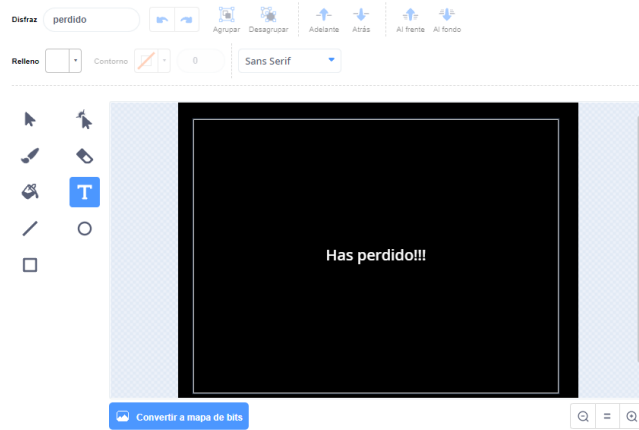 Disfraz perdido
Agrupar Desagrupar Adelante Atrás Al frente Al fondo
Relleno Contorno 0 Sans Serif
T
Has perdido!!!
Convertir a mapa de bits